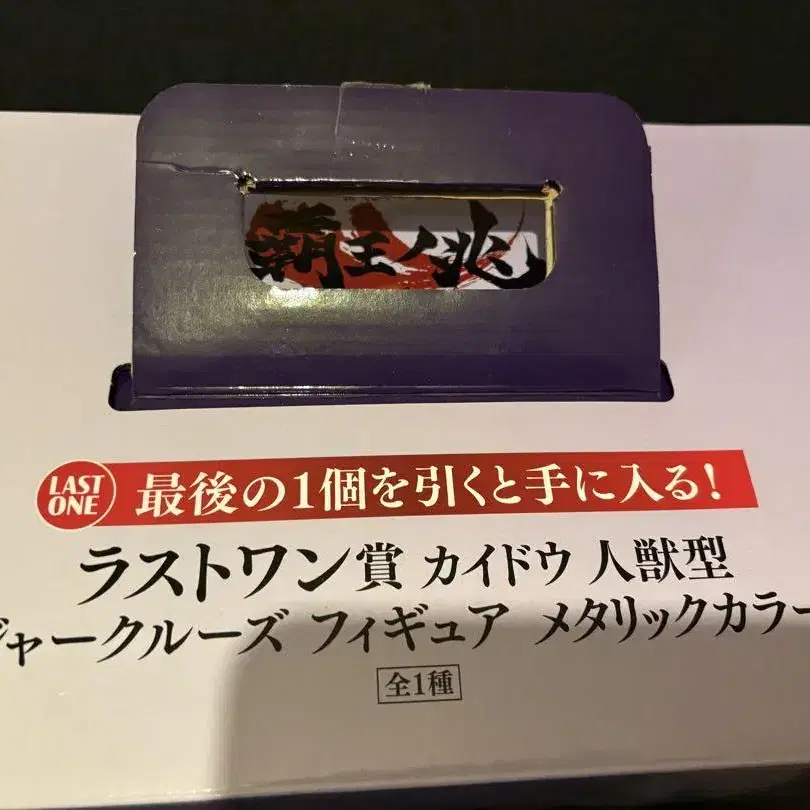 覇王ノ兆
LAST
ONE
最後の1個を引くと手に入る!
ラストワン賞 カイドウ 人獣型
ジャークルーズ フィギュア メタリックカラー
全1種